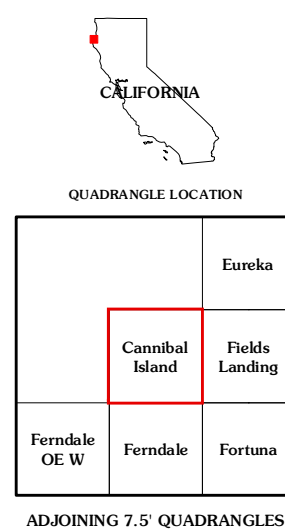 CALIFORNIA
QUADRANGLE LOCATION
Eureka
Cannibal
Island
Fields
Landing
Ferndale
OE W
Ferndale
Fortuna
ADJOINING 7.5' QUADRANGLES